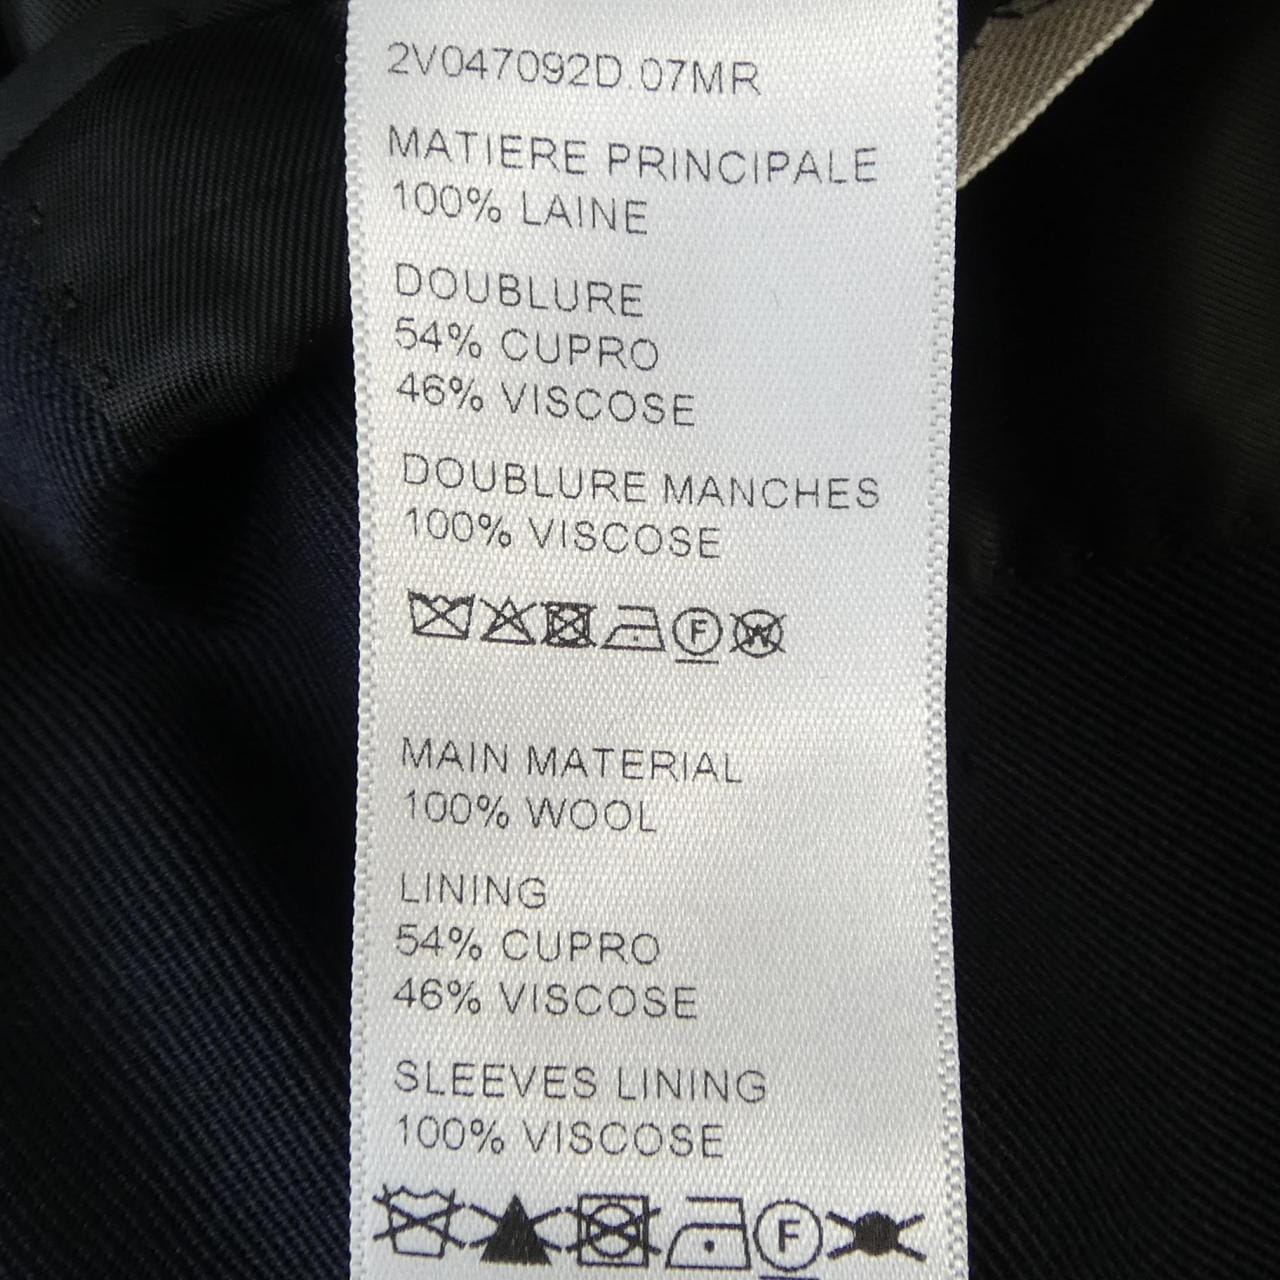 2V047092D.07MR
MATIERE PRINCIPALE
100% LAINE
DOUBLURE
54% CUPRO
46% VISCOSE
DOUBLURE MANCHES
100% VISCOSE
F W
MAIN MATERIAL
100% WOOL
LINING
54% CUPRO
46% VISCOSE
SLEEVES LINING
100% VISCOSE
F